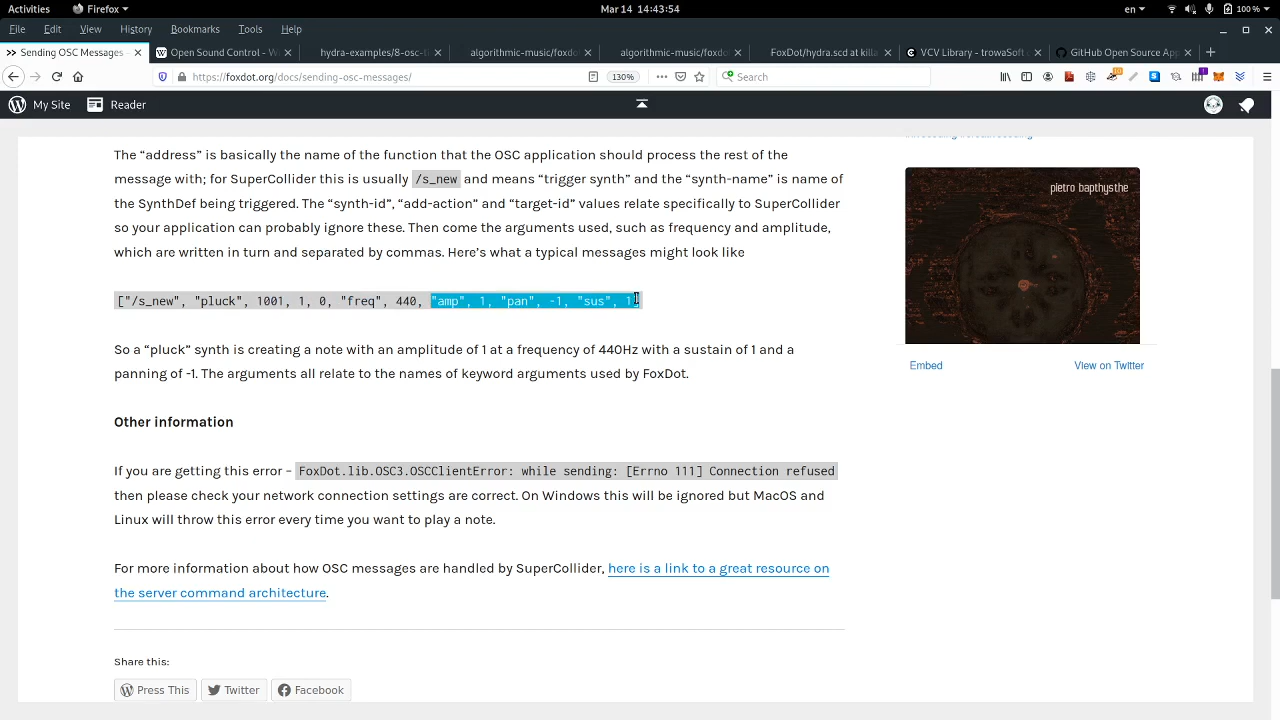 Activities
Firefox
Mar 14 14:43:54
en
100 %
File Edit View History Bookmarks Tools Help
>> Sending OSC Messages –
Open Sound Control - W
hydra-examples/8-osc-
algorithmic-music/foxdo
algorithmic-music/foxdo
FoxDot/hydra.scd at killa
VCV Library - trowaSoft
GitHub Open Source App
https://foxdot.org/docs/sending-osc-messages/
130%
Search
My Site
Reader
The “address” is basically the name of the function that the OSC application should process the rest of the
message with; for SuperCollider this is usually /s_new and means “trigger synth” and the “synth-name” is name of
the SynthDef being triggered. The “synth-id”, “add-action” and “target-id” values relate specifically to SuperCollider
so your application can probably ignore these. Then come the arguments used, such as frequency and amplitude,
which are written in turn and separated by commas. Here’s what a typical messages might look like
["/s_new", "pluck", 1001, 1, 0, "freq", 440, "amp", 1, "pan", -1, "sus", 1]
So a “pluck” synth is creating a note with an amplitude of 1 at a frequency of 440Hz with a sustain of 1 and a
panning of -1. The arguments all relate to the names of keyword arguments used by FoxDot.
Other information
If you are getting this error – FoxDot.lib.OSC3.OSCClientError: while sending: [Errno 111] Connection refused
then please check your network connection settings are correct. On Windows this will be ignored but MacOS and
Linux will throw this error every time you want to play a note.
For more information about how OSC messages are handled by SuperCollider, here is a link to a great resource on
the server command architecture.
Share this:
Press This
Twitter
Facebook
pietro bapthysthe
Embed
View on Twitter